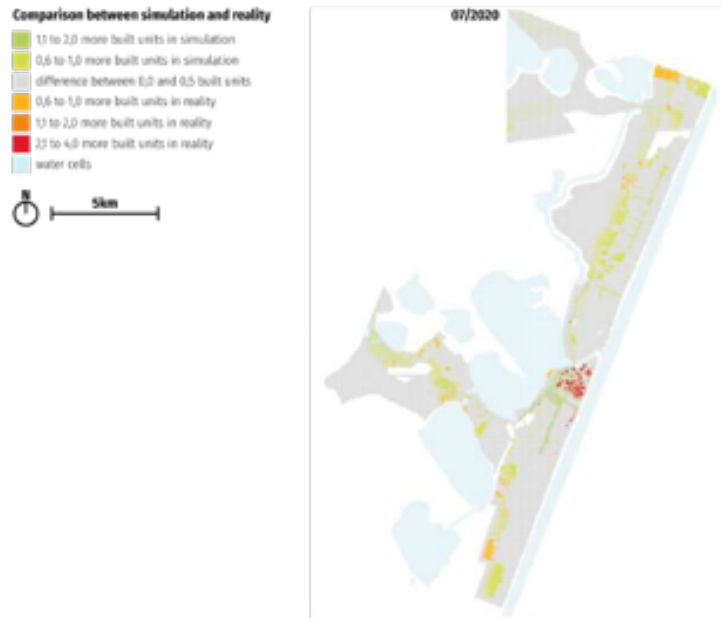 Comparison between simulation and reality
1,1 to 2,0 more built units in simulation
0,6 to 1,0 more built units in simulation
difference between 0,0 and 0,5 built units
0,6 to 1,0 more built units in reality
1,1 to 2,0 more built units in reality
2,1 to 4,0 more built units in reality
water cells
N
5km
07/2020